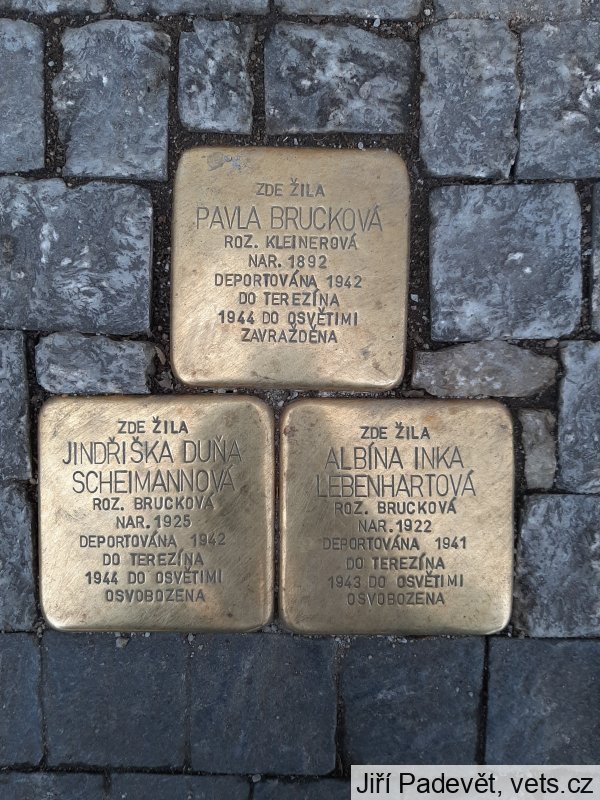 ZDE ŽILA
PAVLA BRUCKOVÁ
ROZ. KLEINEROVÁ
NAR. 1892
DEPORTOVÁNA 1942
DO TEREZÍNA
1944 DO OSVĚTIMI
ZAVRAŽDĚNA
ZDE ŽILA
JINDŘIŠKA DUŇA
SCHEIMANNOVÁ
ROZ. BRUCKOVÁ
NAR. 1925
DEPORTOVÁNA 1942
DO TEREZÍNA
1944 DO OSVĚTIMI
OSVOBOZENA
ZDE ŽILA
ALBÍNA INKA
LEBENHARTOVÁ
ROZ. BRUCKOVÁ
NAR. 1922
DEPORTOVÁNA 1941
DO TEREZÍNA
1943 DO OSVĚTIMI
OSVOBOZENA
Jiří Padevět, vets.cz